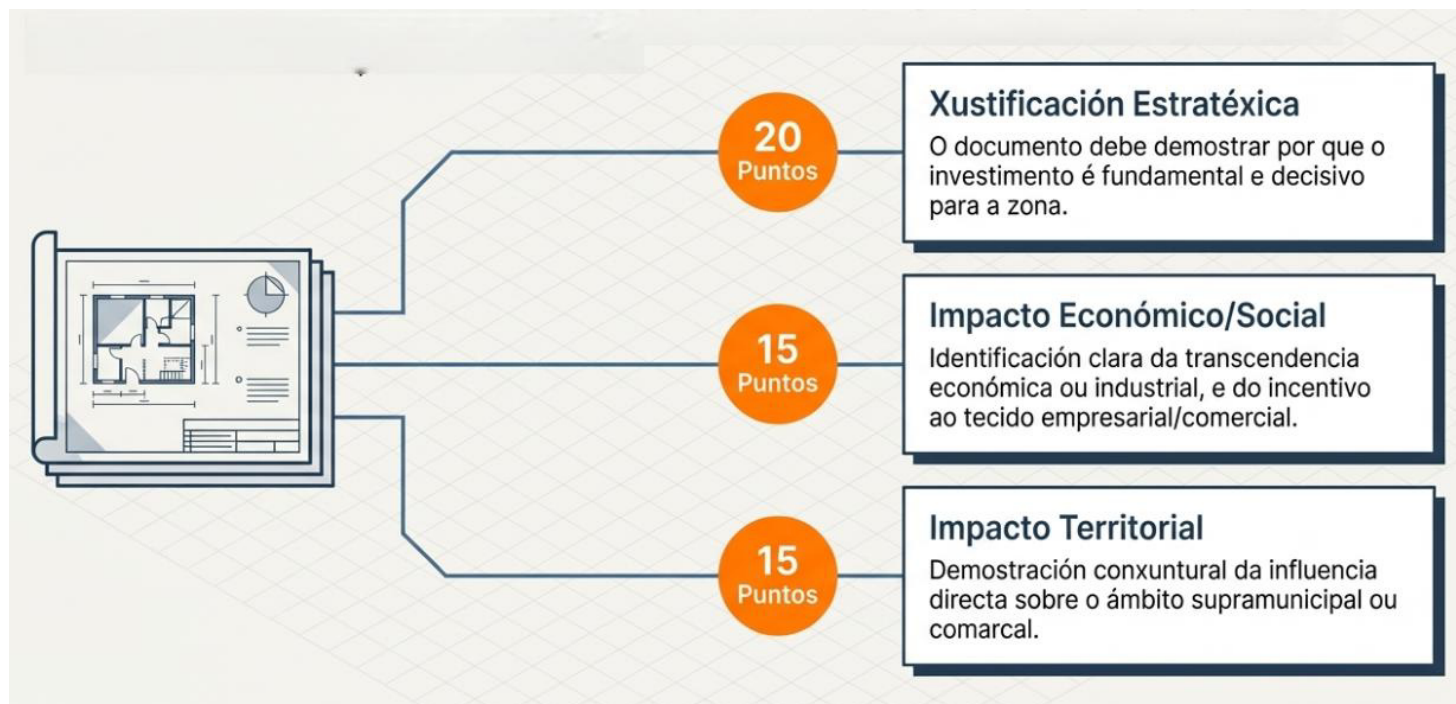 20
Puntos
Xustificación Estratéxica
O documento debe demostrar por que o
investimento é fundamental e decisivo
para a zona.
15
Puntos
Impacto Económico/Social
Identificación clara da transcendencia
económica ou industrial, e do incentivo
ao tecido empresarial/comercial.
15
Puntos
Impacto Territorial
Demostración conxuntural da influencia
directa sobre o ámbito supramunicipal ou
comarcal.